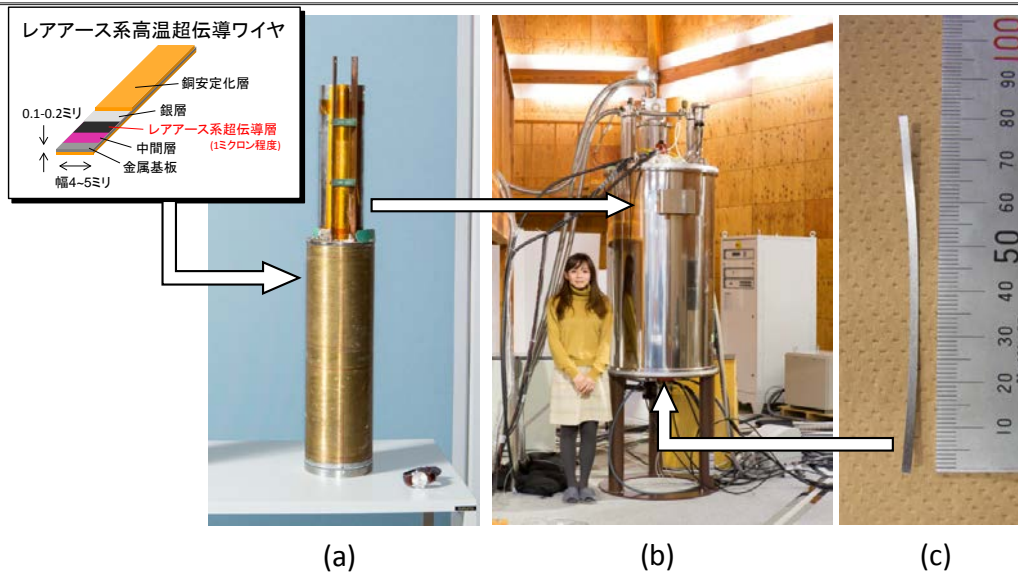 レアアース系高温超伝導ワイヤ
銅安定化層
銀層
0.1-0.2ミリ
レアアース系超伝導層
(1ミクロン程度)
中間層
金属基板
幅4~5ミリ
100
90
80
70
60
50
40
30
20
10
(a)
(b)
(c)